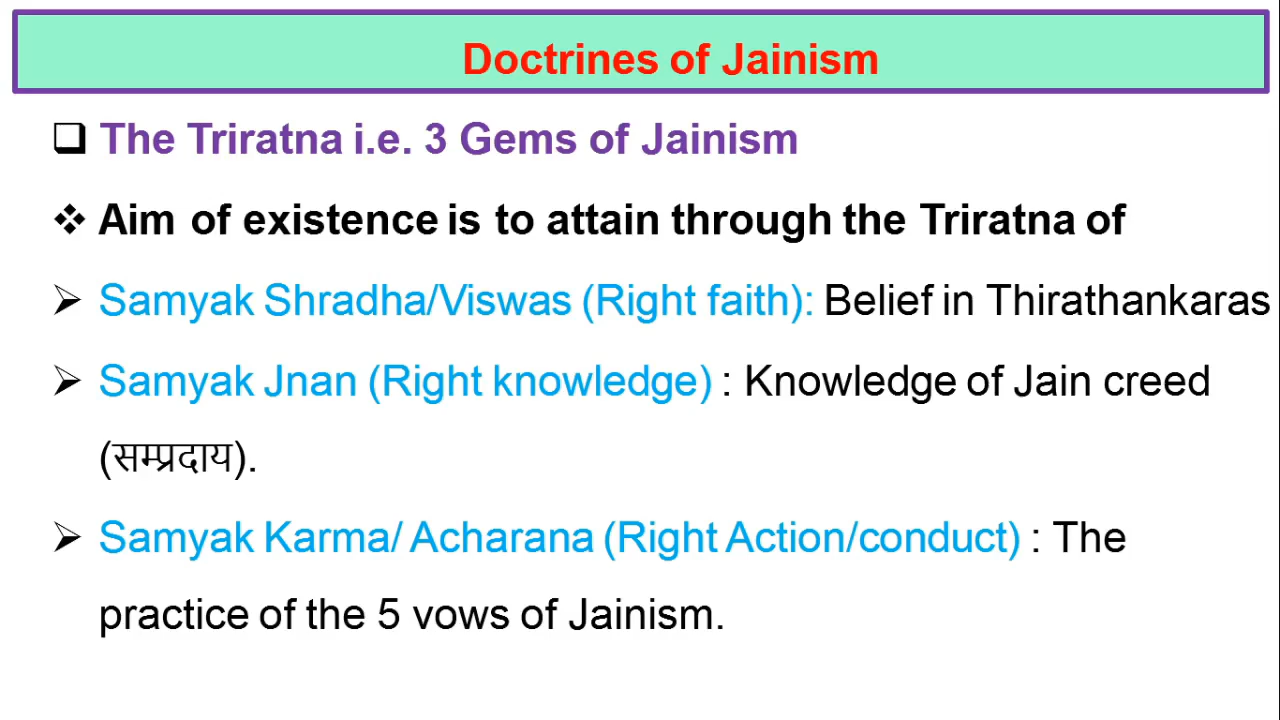 Doctrines of Jainism
The Triratna i.e. 3 Gems of Jainism
Aim of existence is to attain through the Triratna of
Samyak Shradha/Viswas (Right faith): Belief in Thirathankaras
Samyak Jnan (Right knowledge) : Knowledge of Jain creed
(सम्प्रदाय).
Samyak Karma/ Acharana (Right Action/conduct) : The
practice of the 5 vows of Jainism.